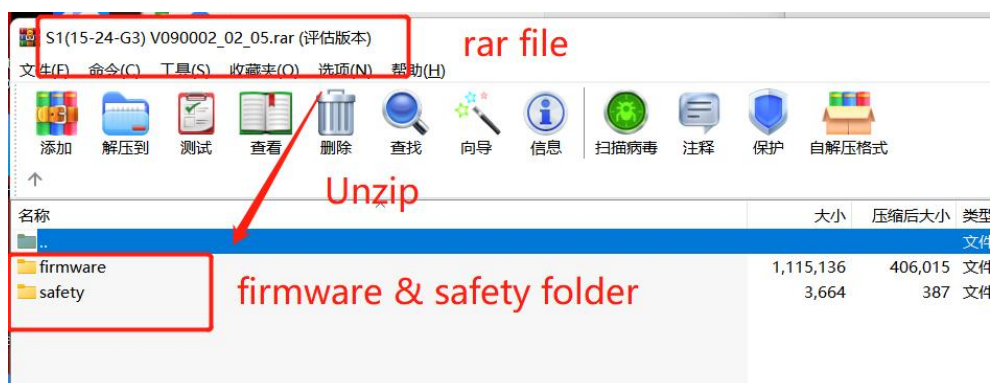 S1(15-24-G3) V090002_02_05.rar (评估版本)
rar file
文件(F) 命令(C) 工具(S) 收藏夹(O) 选项(N) 帮助(H)
添加 解压到 测试 查看 删除 查找 向导 信息 扫描病毒 注释 保护 自解压格式
Unzip
名称 大小 压缩后大小 类型
.. 文件
firmware 1,115,136 406,015 文件
safety 3,664 387 文件
firmware & safety folder